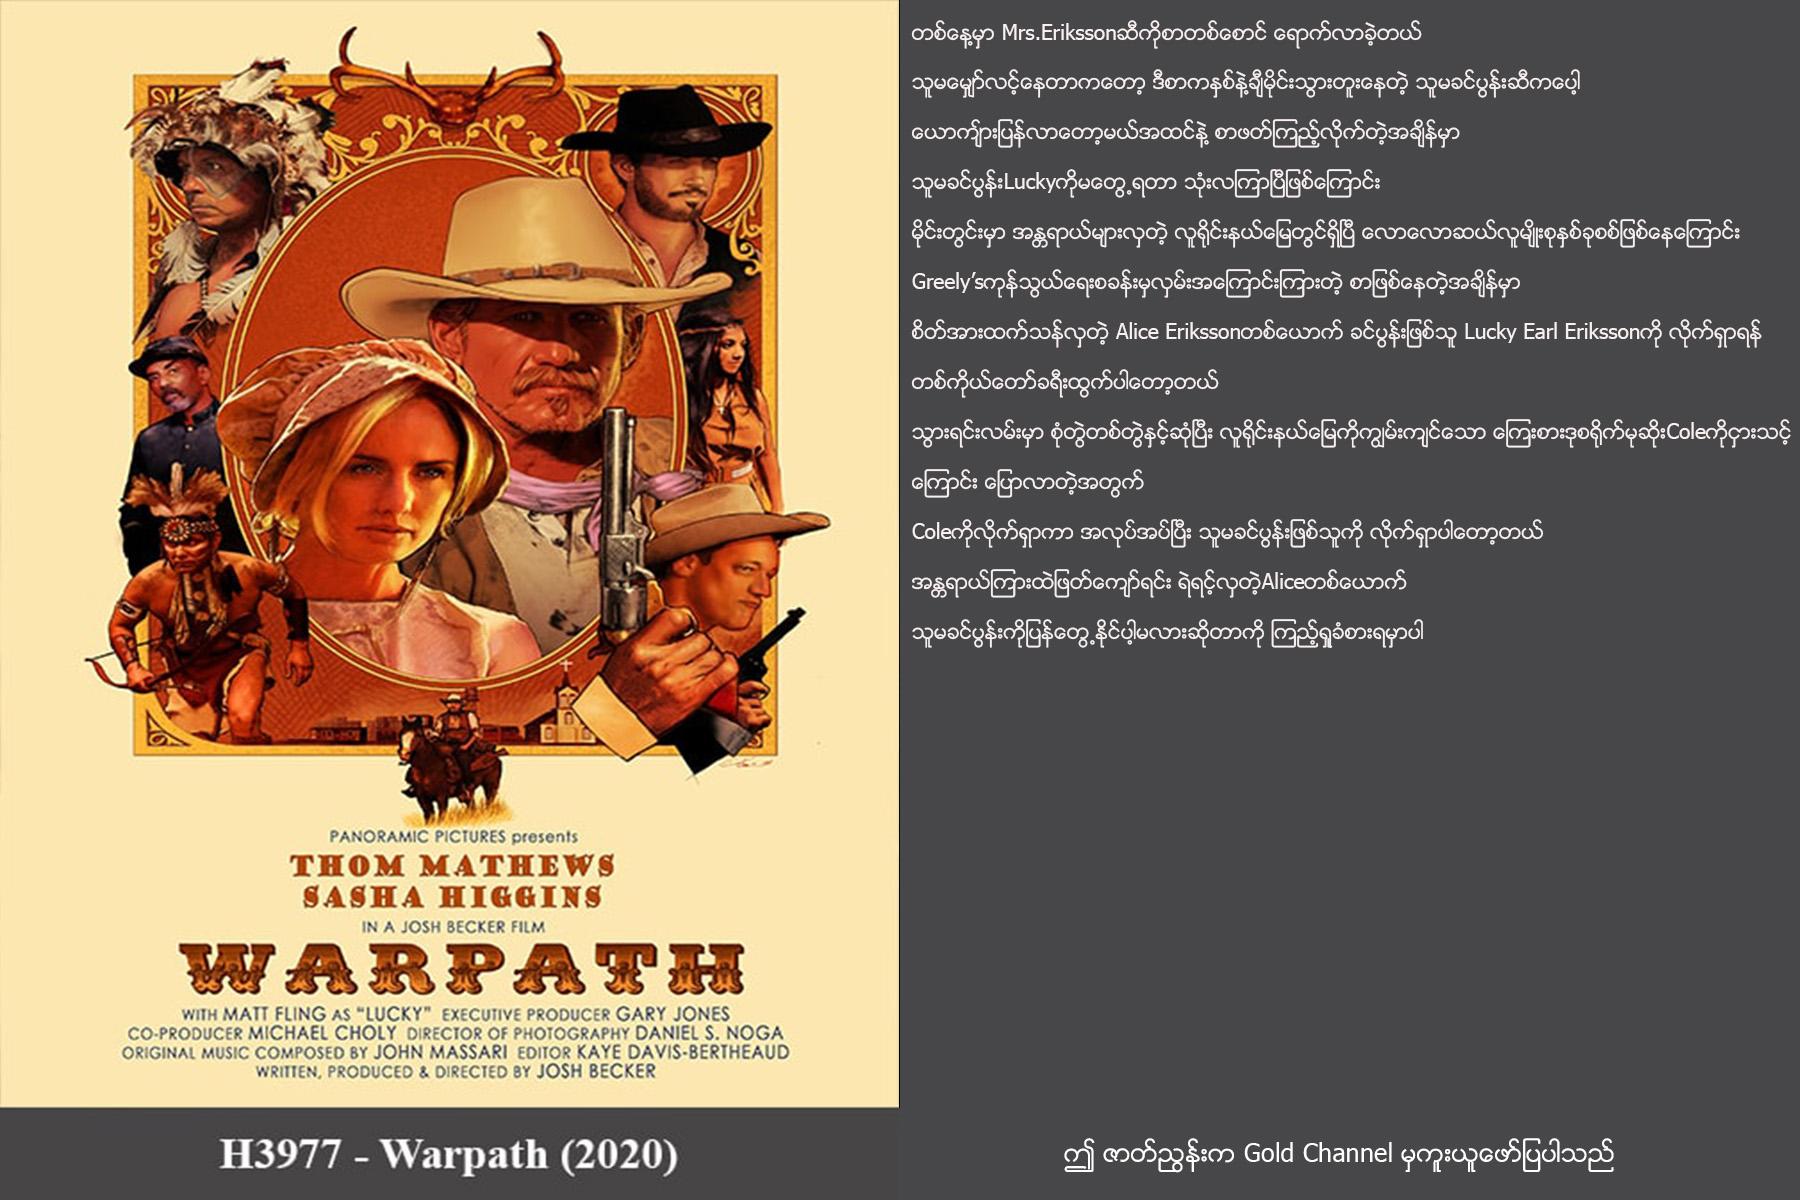 PANORAMIC PICTURES presents
THOM MATHEWS
SASHA HIGGINS
IN A JOSH BECKER FILM
WARPATH
WITH MATT FLING AS “LUCKY” EXECUTIVE PRODUCER GARY JONES
CO-PRODUCER MICHAEL CHOLY DIRECTOR OF PHOTOGRAPHY DANIEL S. NOGA
ORIGINAL MUSIC COMPOSED BY JOHN MASSARI EDITOR KAYE DAVIS-BERTHEAUD
WRITTEN, PRODUCED & DIRECTED BY JOSH BECKER
H3977 - Warpath (2020)
တစ်နေ့မှာ Mrs.Erikssonဆီကိုစာတစ်စောင် ရောက်လာခဲ့တယ်
သူမမျှော်လင့်နေတာကတော့ ဒီစာကနှစ်နဲ့ချီမိုင်းသွားတူးနေတဲ့ သူမခင်ပွန်းဆီကပေါ့
ယောကျ်ားပြန်လာတော့မယ်အထင်နဲ့ စာဖတ်ကြည့်လိုက်တဲ့အချိန်မှာ
သူမခင်ပွန်းLuckyကိုမတွေ့ရတာ သုံးလကြာပြီဖြစ်ကြောင်း
မိုင်းတွင်းမှာ အန္တရာယ်များလှတဲ့ လူရိုင်းနယ်မြေတွင်ရှိပြီ လောလောဆယ်လူမျိုးစုနှစ်ခုစစ်ဖြစ်နေကြောင်း
Greely’sကုန်သွယ်ရေးစခန်းမှလှမ်းအကြောင်းကြားတဲ့ စာဖြစ်နေတဲ့အချိန်မှာ
စိတ်အားထက်သန်လှတဲ့ Alice Erikssonတစ်ယောက် ခင်ပွန်းဖြစ်သူ Lucky Earl Erikssonကို လိုက်ရှာရန်
တစ်ကိုယ်တော်ခရီးထွက်ပါတော့တယ်
သွားရင်းလမ်းမှာ စုံတွဲတစ်တွဲနှင့်ဆုံပြီး လူရိုင်းနယ်မြေကိုကျွမ်းကျင်သော ကြေးစားဒုစရိုက်မုဆိုးColeကိုငှားသင့်
ကြောင်း ပြောလာတဲ့အတွက်
Coleကိုလိုက်ရှာကာ အလုပ်အပ်ပြီး သူမခင်ပွန်းဖြစ်သူကို လိုက်ရှာပါတော့တယ်
အန္တရာယ်ကြားထဲဖြတ်ကျော်ရင်း ရဲရင့်လှတဲ့Aliceတစ်ယောက်
သူမခင်ပွန်းကိုပြန်တွေ့နိုင်ပါ့မလားဆိုတာကို ကြည့်ရှုခံစားရမှာပါ
ဤ ဇာတ်ညွှန်းက Gold Channel မှကူးယူဖော်ပြပါသည်